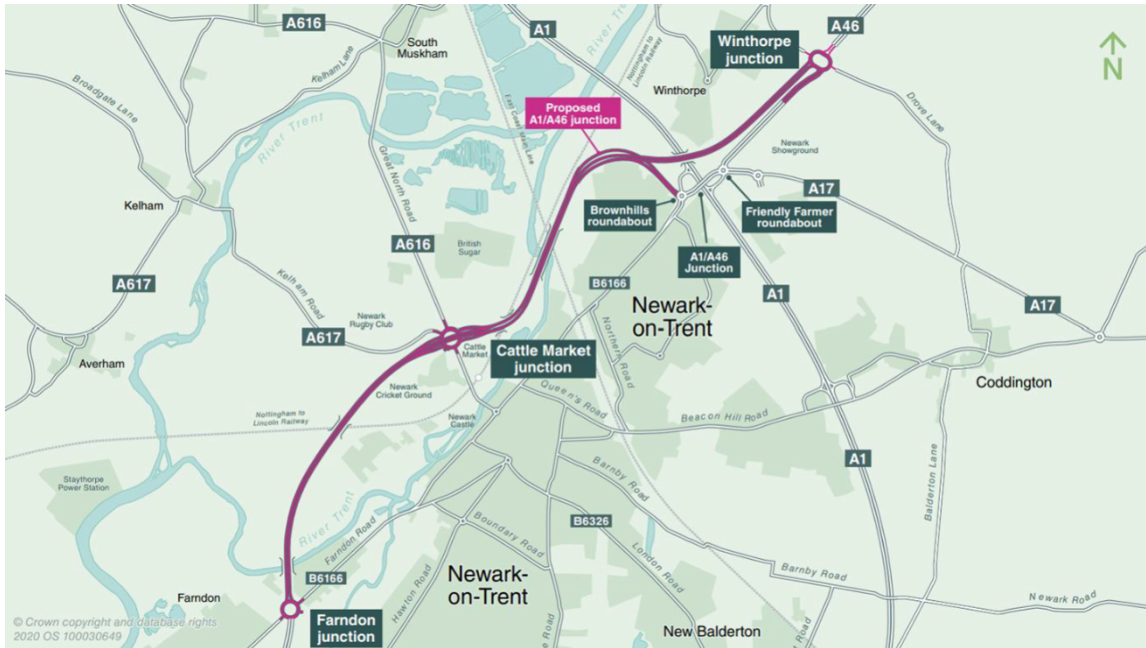 A616
A1
River Trent
Nottingham to
Lincoln Railway
Winthorpe
junction
A46
N
South
Muskham
Kelham Lane
Broadgate Lane
Winthorpe
Proposed
A1/A46 junction
East Coast Main Line
Drove Lane
River Trent
Great North Road
Newark
Showground
A17
Kelham
Brownhills
roundabout
Friendly Farmer
roundabout
A616
British
Sugar
A1/A46
Junction
A617
Kelham Road
B6166
A1
Newark-
on-Trent
A17
Newark
Rugby Club
A617
Northern Road
Cattle
Market
Cattle Market
junction
Averham
Coddington
Newark
Cricket Ground
Queen's Road
Nottingham to
Lincoln Railway
Newark
Castle
Beacon Hill Road
A1
Staythorpe
Power Station
Barnby Road
Balderton Lane
River Trent
Farndon Road
Boundary Road
B6326
London Road
B6166
Newark-
on-Trent
Hawton Road
Barnby Road
Newark Road
Farndon
Farndon
junction
New Balderton
© Crown copyright and database rights
2020 OS 100030649